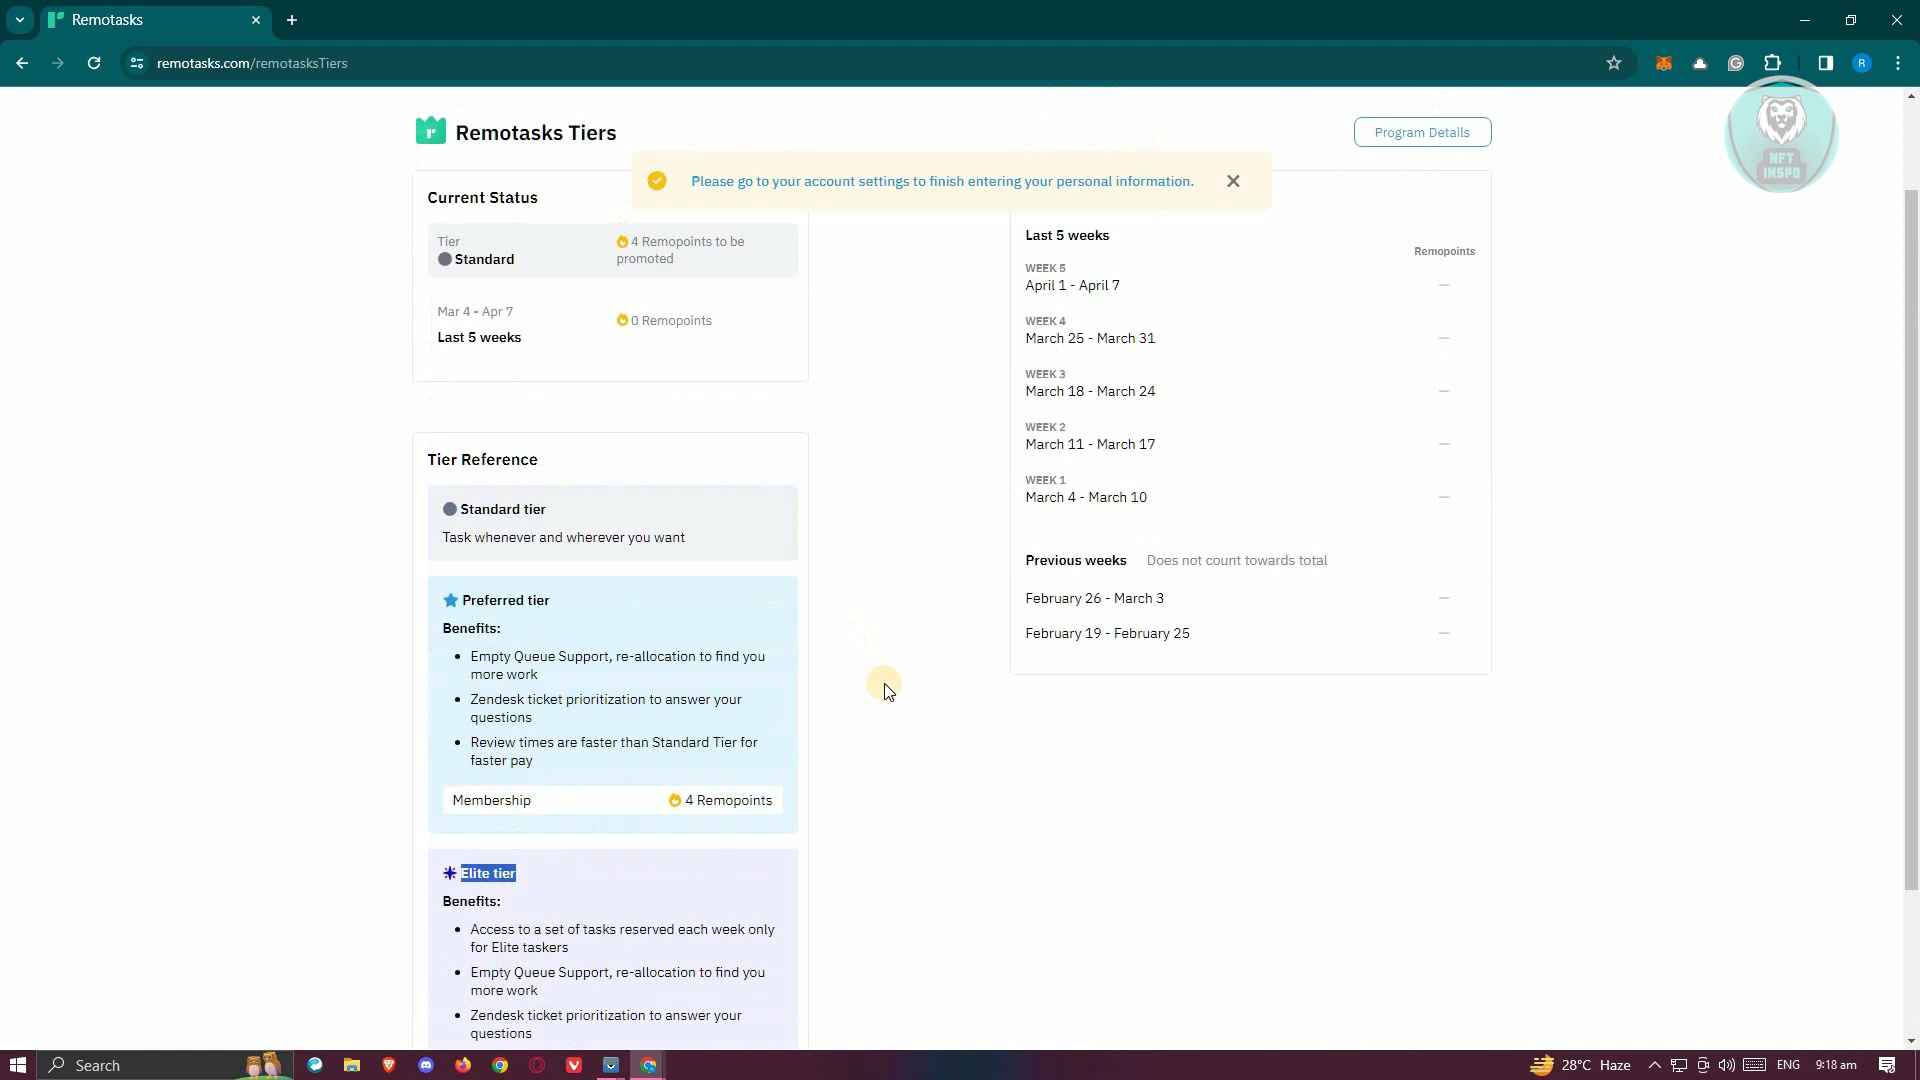 Remotasks
remotasks.com/remotasksTiers
R
NFT
INSPO
r
Remotasks Tiers
Program Details
Please go to your account settings to finish entering your personal information.
Current Status
Tier
Standard
4 Remopoints to be
promoted
Mar 4 - Apr 7
Last 5 weeks
0 Remopoints
Last 5 weeks
Remopoints
WEEK 5
April 1 - April 7
—
WEEK 4
March 25 - March 31
—
WEEK 3
March 18 - March 24
—
WEEK 2
March 11 - March 17
—
WEEK 1
March 4 - March 10
—
Previous weeks Does not count towards total
February 26 - March 3 —
February 19 - February 25 —
Tier Reference
Standard tier
Task whenever and wherever you want
Preferred tier
Benefits:
• Empty Queue Support, re-allocation to find you
more work
• Zendesk ticket prioritization to answer your
questions
• Review times are faster than Standard Tier for
faster pay
Membership 4 Remopoints
Elite tier
Benefits:
• Access to a set of tasks reserved each week only
for Elite taskers
• Empty Queue Support, re-allocation to find you
more work
• Zendesk ticket prioritization to answer your
questions
Search
28°C Haze
ENG
9:18 am